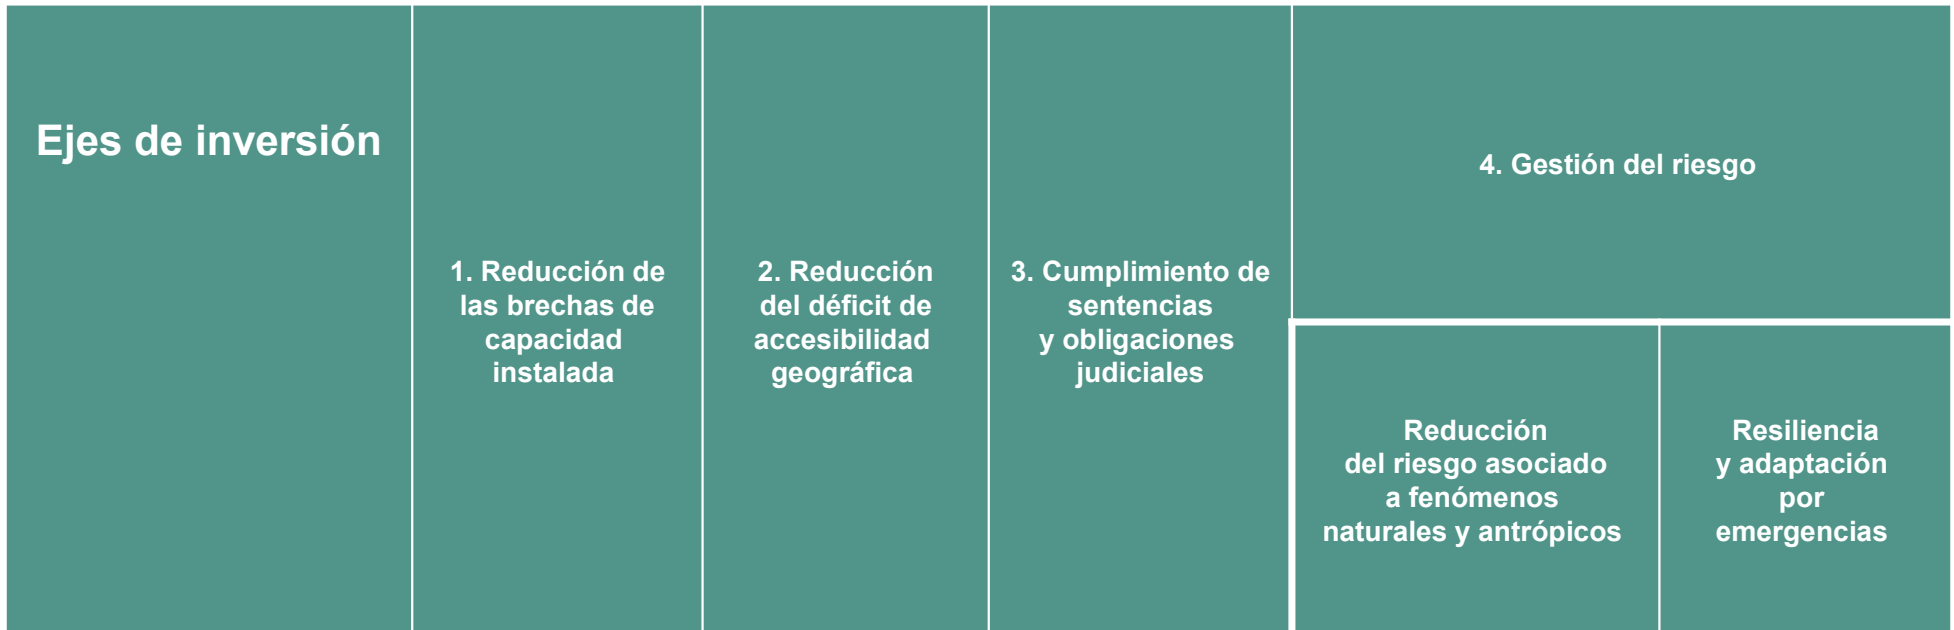 Ejes de inversión
1. Reducción de
las brechas de
capacidad
instalada
2. Reducción
del déficit de
accesibilidad
geográfica
3. Cumplimiento de
sentencias
y obligaciones
judiciales
4. Gestión del riesgo
Reducción
del riesgo asociado
a fenómenos
naturales y antrópicos
Resiliencia
y adaptación
por
emergencias